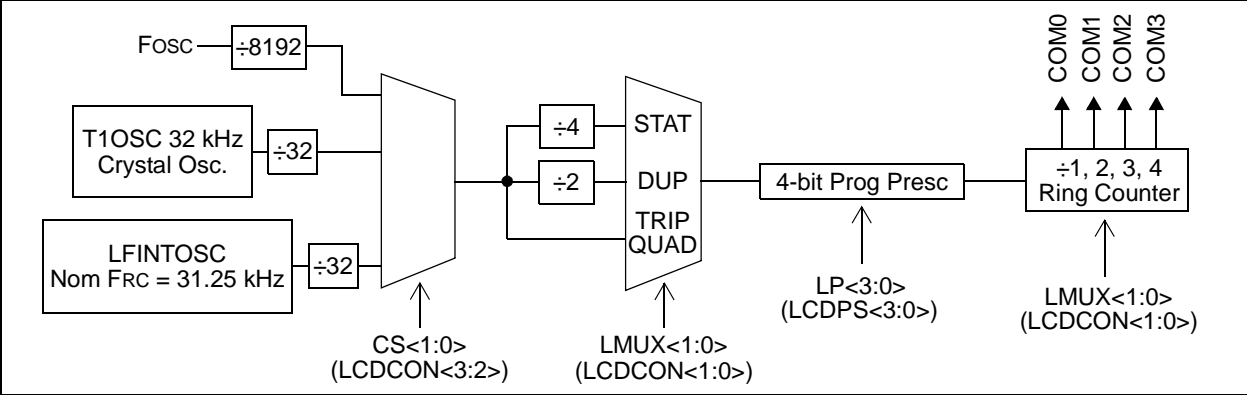 FOSC
÷8192
T1OSC 32 kHz
Crystal Osc.
÷32
LFINTOSC
Nom FRC = 31.25 kHz
÷32
CS<1:0>
(LCDCON<3:2>)
÷4
÷2
STAT
DUP
TRIP
QUAD
LMUX<1:0>
(LCDCON<1:0>)
4-bit Prog Presc
LP<3:0>
(LCDPS<3:0>)
COM0
COM1
COM2
COM3
÷1, 2, 3, 4
Ring Counter
LMUX<1:0>
(LCDCON<1:0>)